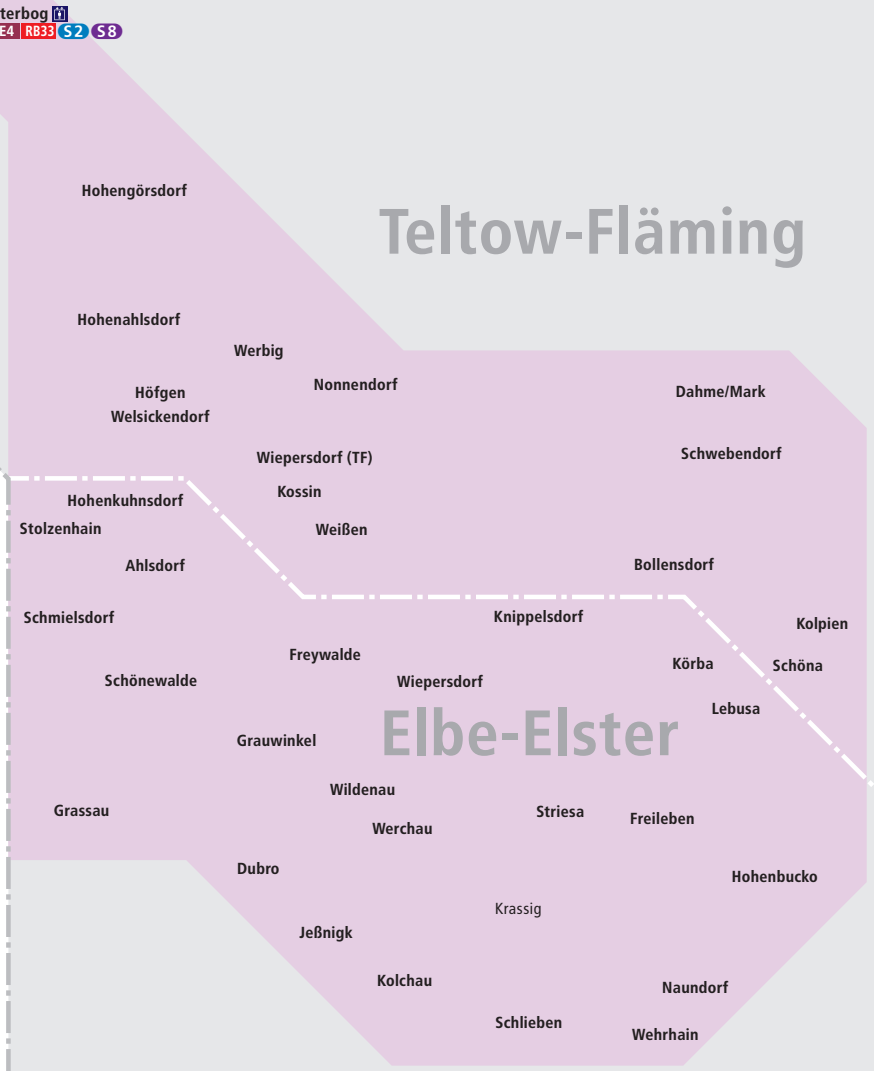 terbog
E4 RB33 S2 S8
Hohengörsdorf
Teltow-Fläming
Hohenahlsdorf
Werbig
Nonnendorf
Höfgen
Dahme/Mark
Welsickendorf
Wiepersdorf (TF)
Schwebendorf
Kossin
Hohenkuhnsdorf
Stolzenhain
Weißen
Ahlsdorf
Bollensdorf
Schmielsdorf
Knippelsdorf
Kolpien
Freywalde
Körba
Schöna
Schönewalde
Wiepersdorf
Lebusa
Elbe-Elster
Grauwinkel
Wildenau
Grassau
Striesa
Freileben
Werchau
Dubro
Hohenbucko
Krassig
Jeßnigk
Kolchau
Naundorf
Schlieben
Wehrhain